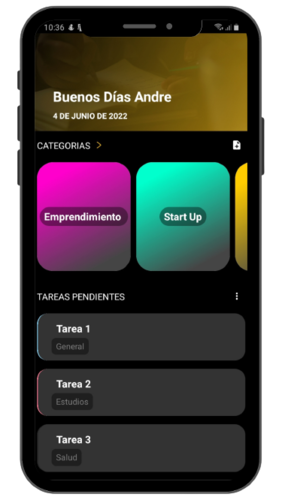 10:36
Buenos Días Andre
4 DE JUNIO DE 2022
CATEGORIAS >
Emprendimiento
Start Up
TAREAS PENDIENTES
Tarea 1
General
Tarea 2
Estudios
Tarea 3
Salud